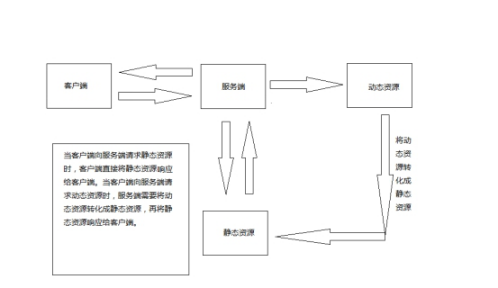 客户端
服务端
动态资源
当客户端向服务端请求静态资源
时，客户端直接将静态资源响应
给客户端。当客户端向服务端请
求动态资源时，服务端需要将动
态资源转化成静态资源，再将静
态资源响应给客户端。
将动
态资
源转
化成
静态
资源
静态资源